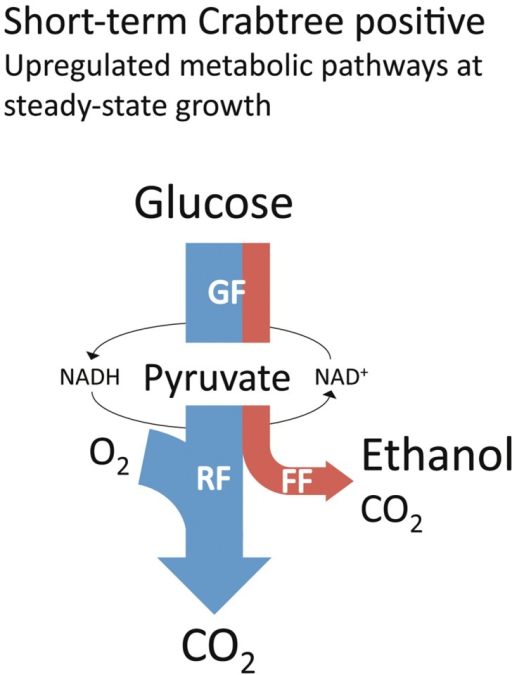 Short-term Crabtree positive
Upregulated metabolic pathways at
steady-state growth
Glucose
GF
NADH Pyruvate NAD⁺
O₂
RF
FF
Ethanol
CO₂
CO₂